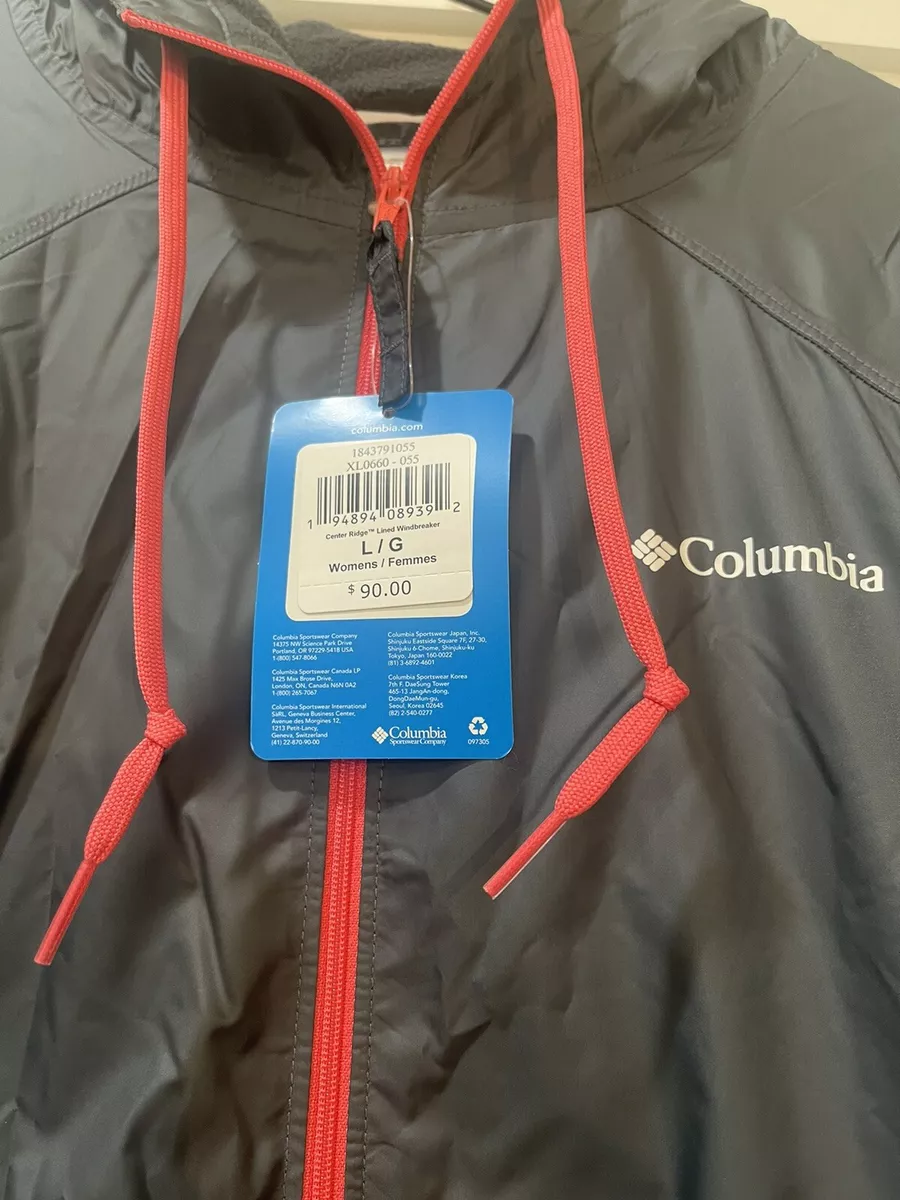 columbia.com
1843791055
XL0660 - 055
1 94894 08939 2
Center Ridge™ Lined Windbreaker
L / G
Womens / Femmes
$ 90.00
Columbia Sportswear Company
14375 NW Science Park Drive
Portland, OR 97229-5418 USA
1-(800) 547-8066
Columbia Sportswear Canada LP
1425 Max Brose Drive,
London, ON, Canada N6N 0A2
1-(800) 265-7067
Columbia Sportswear International
SàRL, Geneva Business Center,
Avenue des Morgines 12,
1213 Petit-Lancy,
Geneva, Switzerland
(41) 22-870-90-00
Columbia Sportswear Japan, Inc.
Shinjuku Eastside Square 7F, 27-30,
Shinjuku 6-Chome, Shinjuku-ku
Tokyo, Japan 160-0022
(81) 3-6892-4601
Columbia Sportswear Korea
7th F. DaeSung Tower
465-13 JangAn-dong,
DongDaeMun-gu,
Seoul, Korea 02645
(82) 2-540-0277
Columbia
Sportswear Company
097305
Columbia